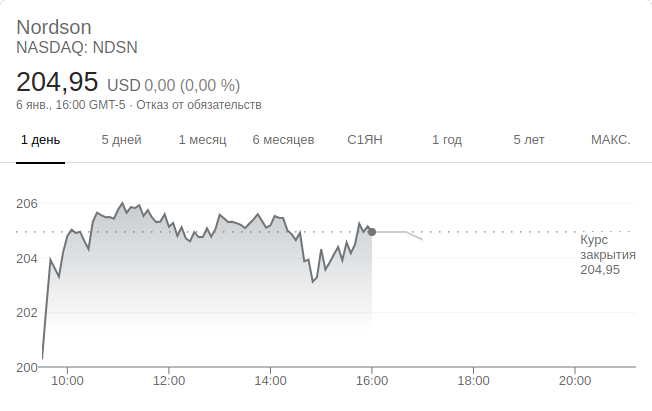 Nordson
NASDAQ: NDSN
204,95 USD 0,00 (0,00 %)
6 янв., 16:00 GMT-5 · Отказ от обязательств
1 день 5 дней 1 месяц 6 месяцев С1ЯН 1 год 5 лет МАКС.
206
204
202
200
Курс
закрытия
204,95
10:00 12:00 14:00 16:00 18:00 20:00